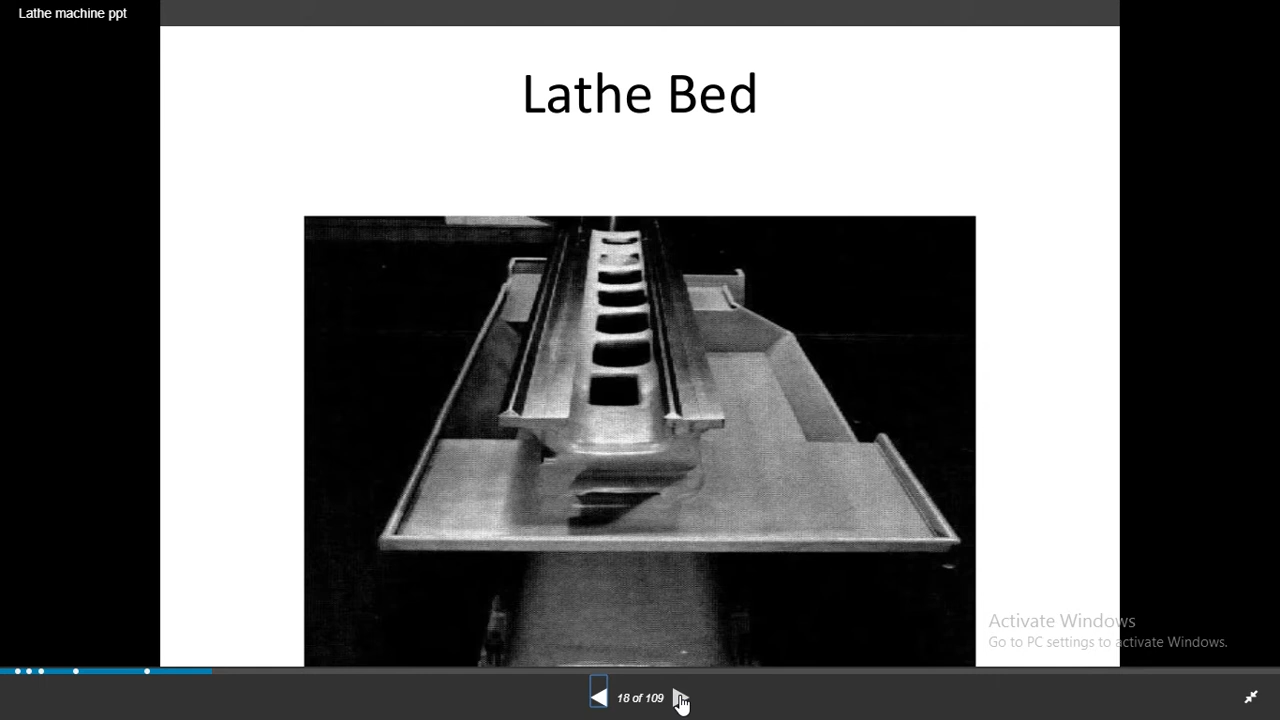 Lathe machine ppt
Lathe Bed
Activate Windows
Go to PC settings to activate Windows.
18 of 109